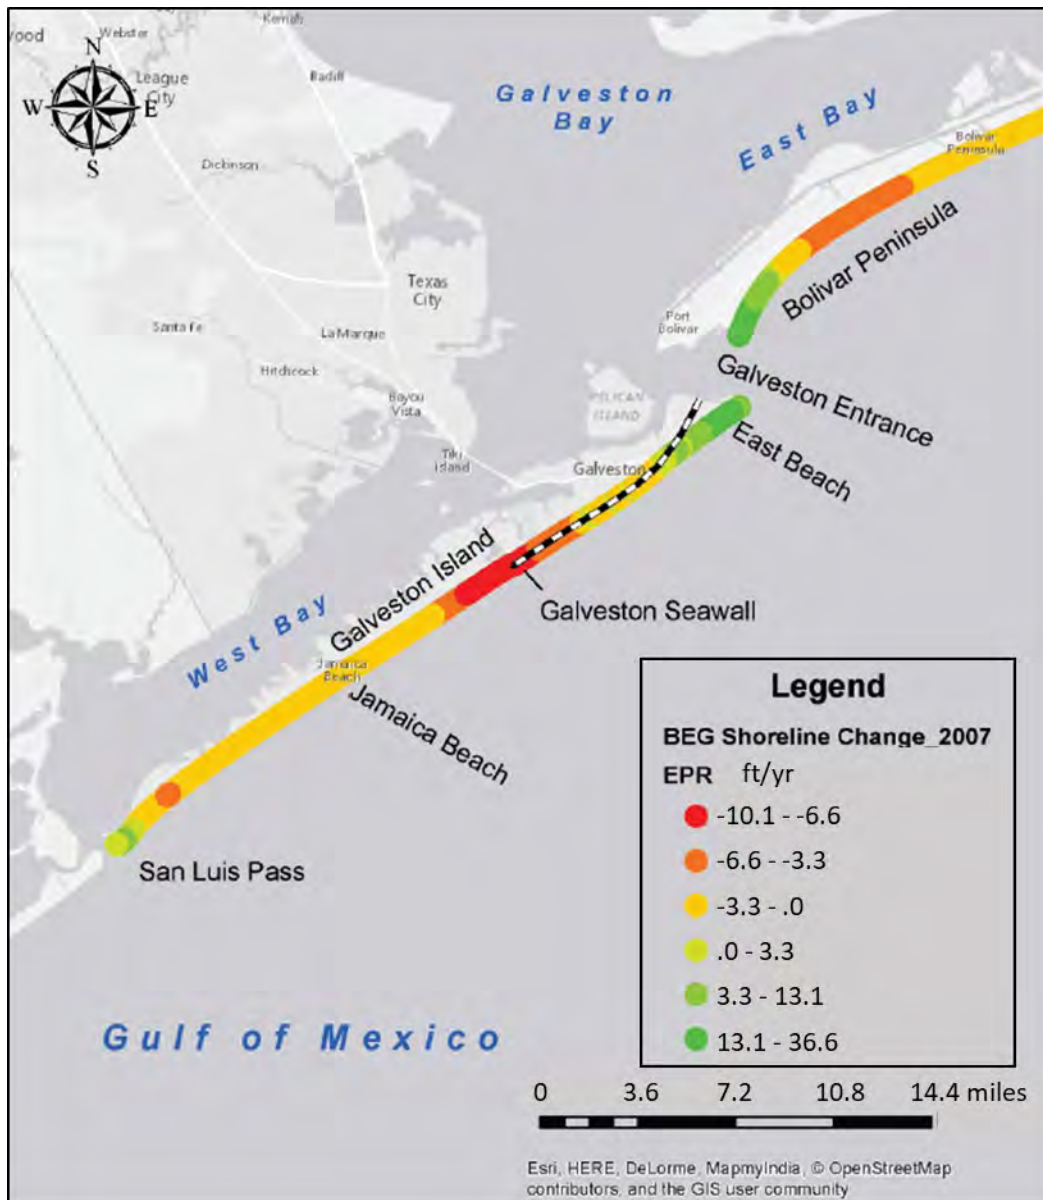 Kemah
wood
Webster
N
W
E
S
League
City
Bacliff
Galveston
Bay
East Bay
Bolivar
Peninsula
Dickinson
Bolivar Peninsula
Texas
City
Santa Fe
La Marque
Port
Bolivar
Hitchcock
Galveston Entrance
Bayou
Vista
PELICAN
ISLAND
East Beach
Tiki
Island
Galveston
Galveston Island
Galveston Seawall
West Bay
Jamaica
Beach
Jamaica Beach
San Luis Pass
Gulf of Mexico
Legend
BEG Shoreline Change_2007
EPR ft/yr
-10.1 - -6.6
-6.6 - -3.3
-3.3 - .0
.0 - 3.3
3.3 - 13.1
13.1 - 36.6
0 3.6 7.2 10.8 14.4 miles
Esri, HERE, DeLorme, MapmyIndia, © OpenStreetMap
contributors, and the GIS user community